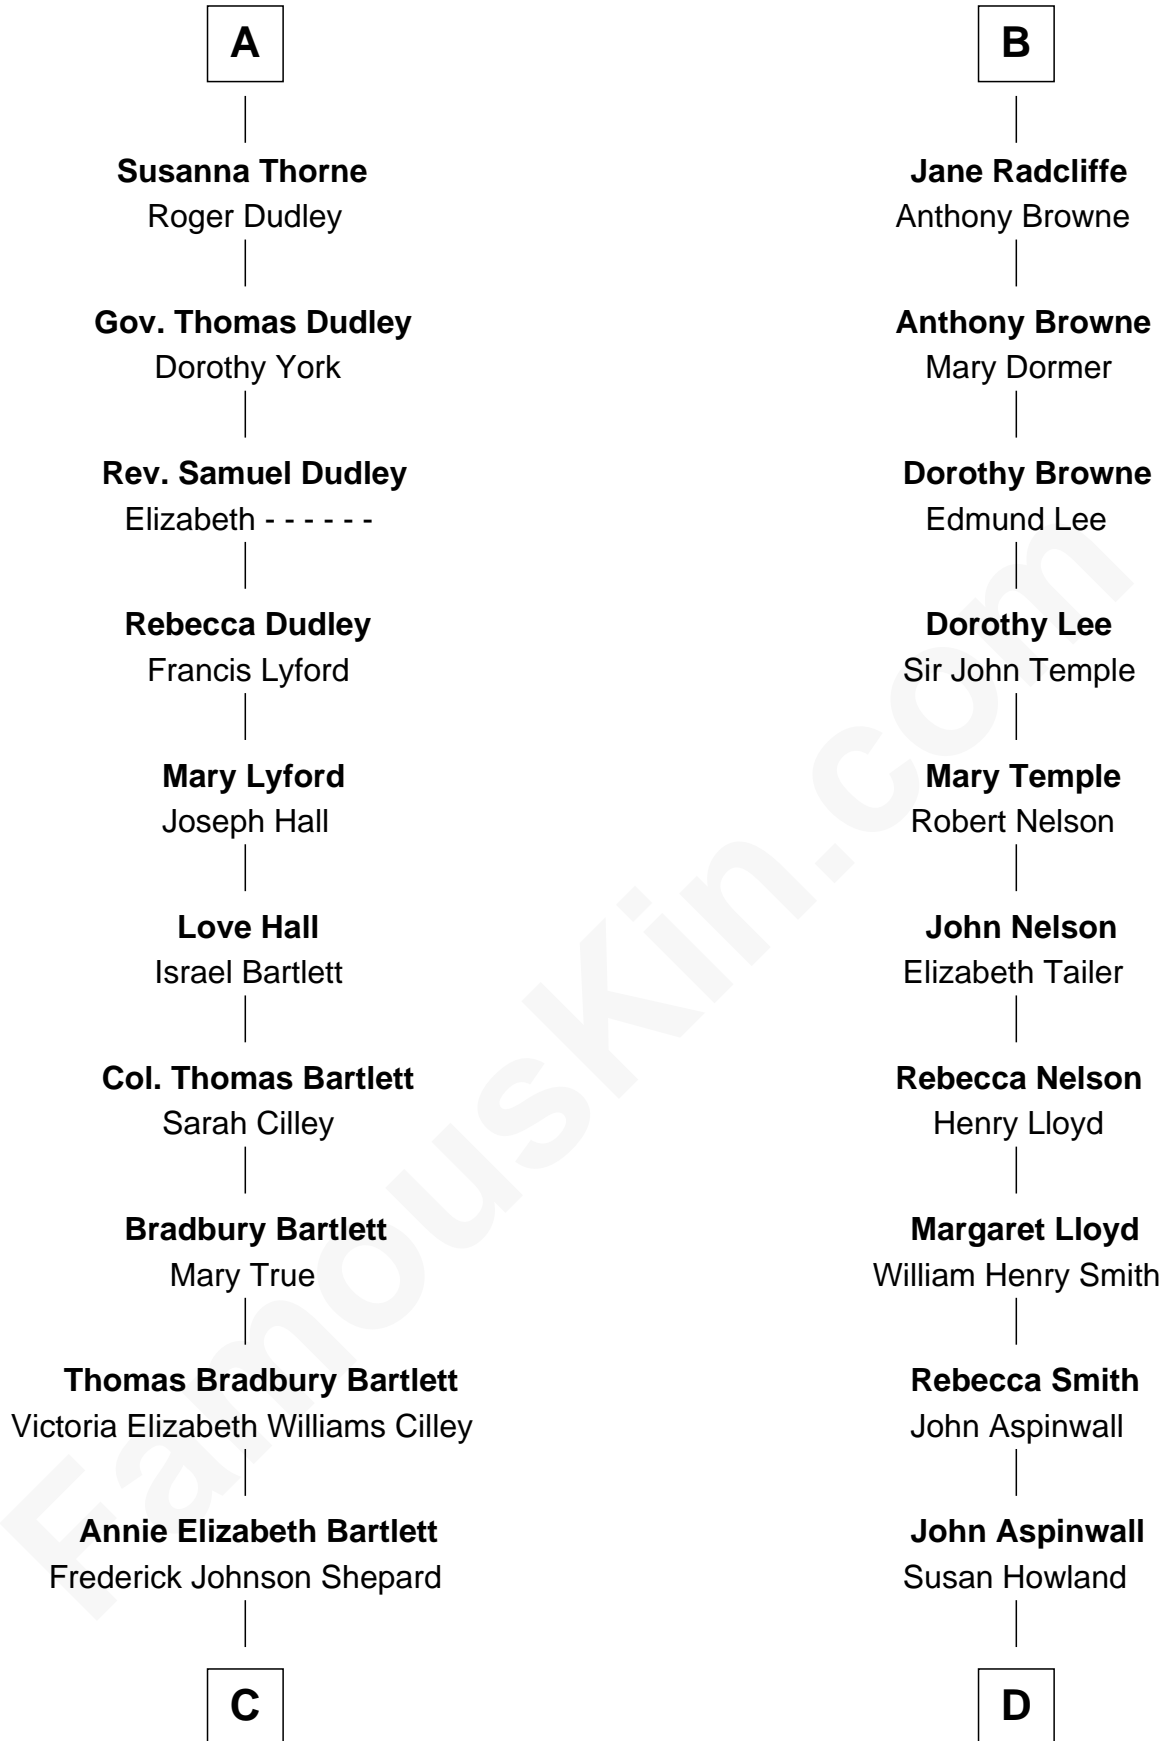 A
Susanna Thorne
Roger Dudley
Gov. Thomas Dudley
Dorothy York
Rev. Samuel Dudley
Elizabeth - - - - - -
Rebecca Dudley
Francis Lyford
Mary Lyford
Joseph Hall
Love Hall
Israel Bartlett
Col. Thomas Bartlett
Sarah Cilley
Bradbury Bartlett
Mary True
Thomas Bradbury Bartlett
Victoria Elizabeth Williams Cilley
Annie Elizabeth Bartlett
Frederick Johnson Shepard
C
B
Jane Radcliffe
Anthony Browne
Anthony Browne
Mary Dormer
Dorothy Browne
Edmund Lee
Dorothy Lee
Sir John Temple
Mary Temple
Robert Nelson
John Nelson
Elizabeth Tailer
Rebecca Nelson
Henry Lloyd
Margaret Lloyd
William Henry Smith
Rebecca Smith
John Aspinwall
John Aspinwall
Susan Howland
D
FamousKin.com